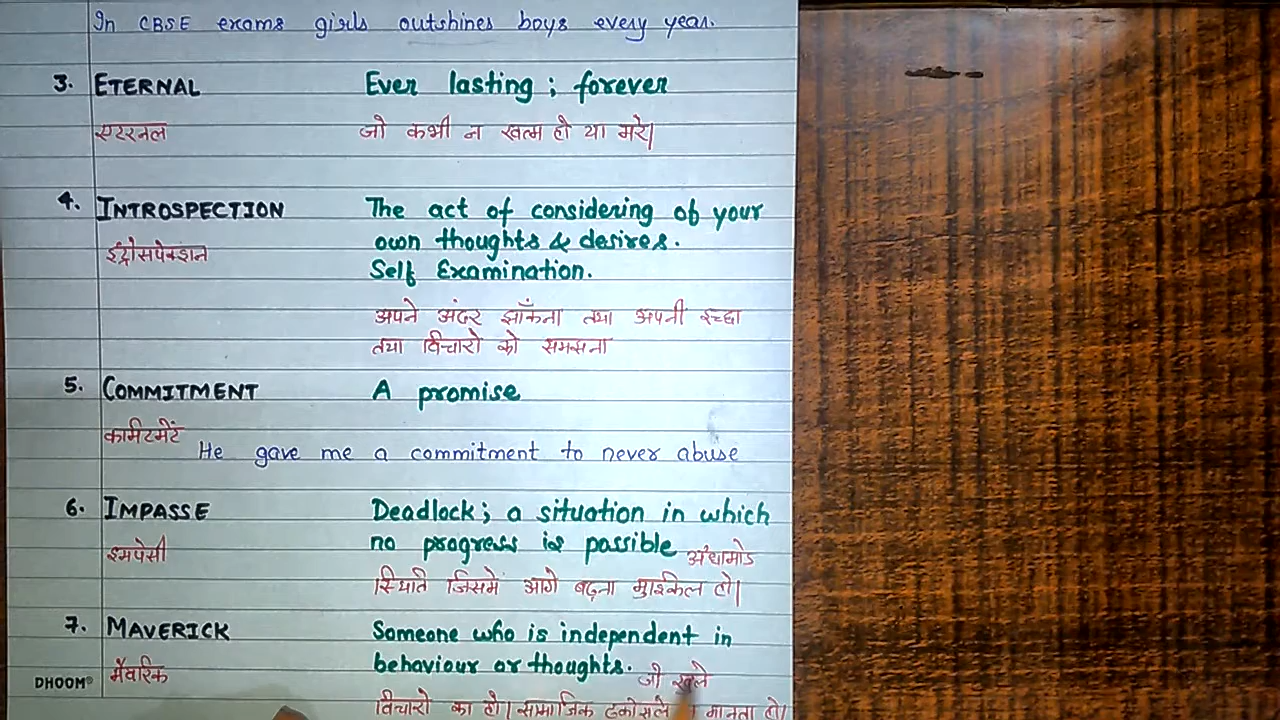 In CBSE exams girls outshines boys every year.
3. ETERNAL Ever lasting ; forever
एटरनल जो कभी न खत्म हो या मरे।
4. INTROSPECTION The act of considering of your
own thoughts & desires.
इंट्रोसपेक्शन Self Examination.
अपने अंदर झाँकना तथा अपनी इच्छा
तथा विचारो को समसना
5. COMMITMENT A promise
कमिटमेंट
He gave me a commitment to never abuse
6. IMPASSE Deadlock; a situation in which
no progress is possible अंधामोड
इमपेसी
स्थिति जिसमें आगे बढ़ना मुश्किल हो।
7. MAVERICK Someone who is independent in
behaviour or thoughts. जो खुले
मैवरिक
DHOOM®
विचारो का हो। सामाजिक ढकोसले मानता हो।